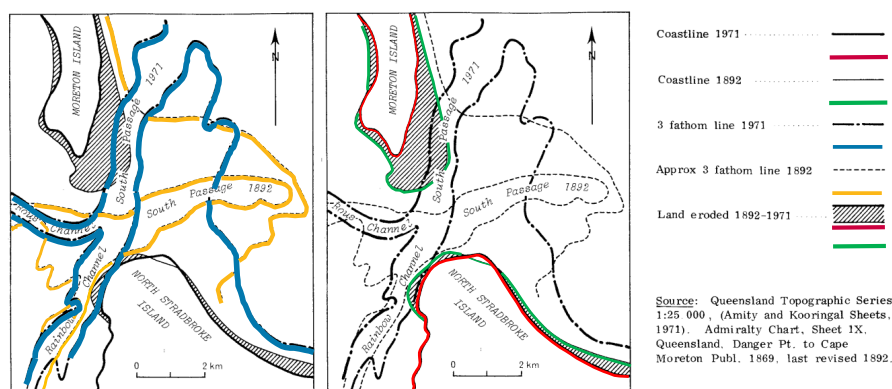 MORETON ISLAND
1971
South Passage
N
South Passage 1892
Rous Channel
Rainbow Channel
NORTH STRADBROKE
ISLAND
0 2 km
MORETON ISLAND
1971
South Passage
N
South Passage 1892
Rous Channel
Rainbow Channel
NORTH STRADBROKE
ISLAND
0 2 km
Coastline 1971
Coastline 1892
3 fathom line 1971
Approx 3 fathom line 1892
Land eroded 1892-1971
Source: Queensland Topographic Series
1:25 000, (Amity and Kooringal Sheets,
1971). Admiralty Chart, Sheet 1X,
Queensland, Danger Pt. to Cape
Moreton Publ. 1869, last revised 1892.